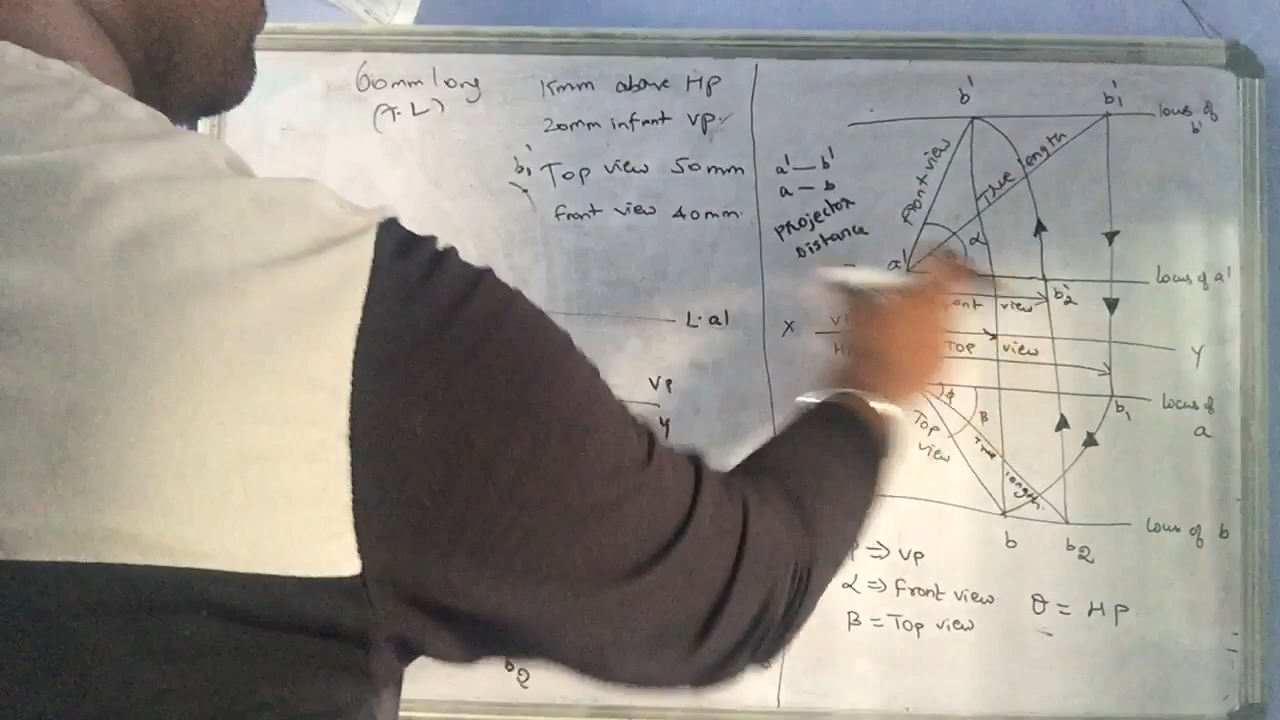 60mm long
(T.L)
15mm above HP
20mm infrnt VP.
b1' Top view 50mm
front view 40mm
L.a1
VP
y
b2
a'—b'
a—b
Projector
Distance
b'
b1'
locus of
b'
Front view
True length
α
a'
locus of a'
b2'
view
X
y
Top view
φ
β
b1
locus of
a
Top
view
True
length
locus of b
b
b2
⇒ VP
α ⇒ Front view
θ = HP
β = Top view